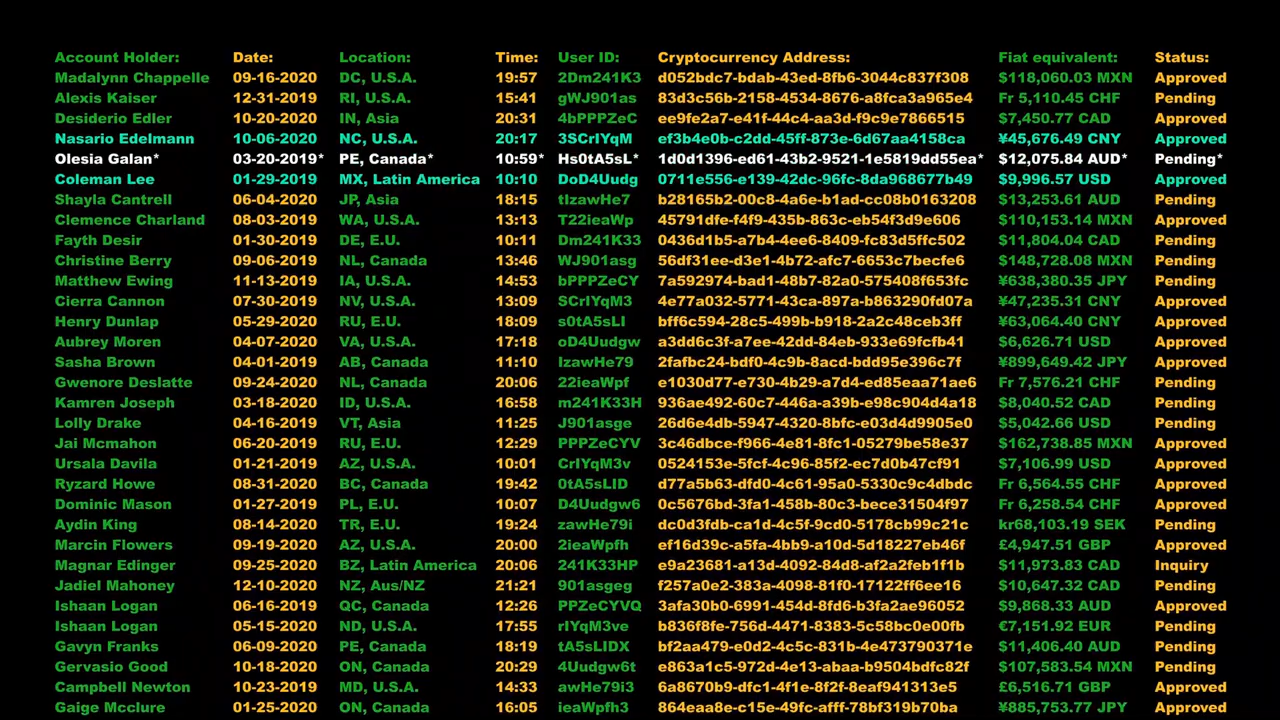 Account Holder: Date: Location: Time: User ID: Cryptocurrency Address: Fiat equivalent: Status:
Madalynn Chappelle 09-16-2020 DC, U.S.A. 19:57 2Dm241K3 d052bdc7-bdab-43ed-8fb6-3044c837f308 $118,060.03 MXN Approved
Alexis Kaiser 12-31-2019 RI, U.S.A. 15:41 gWJ901as 83d3c56b-2158-4534-8676-a8fca3a965e4 Fr 5,110.45 CHF Pending
Desiderio Edler 10-20-2020 IN, Asia 20:31 4bPPPZeC ee9fe2a7-e41f-44c4-aa3d-f9c9e7866515 $7,450.77 CAD Approved
Nasario Edelmann 10-06-2020 NC, U.S.A. 20:17 3SCrIYqM ef3b4e0b-c2dd-45ff-873e-6d67aa4158ca ¥45,676.49 CNY Approved
Olesia Galan* 03-20-2019* PE, Canada* 10:59* Hs0tA5sL* 1d0d1396-ed61-43b2-9521-1e5819dd55ea* $12,075.84 AUD* Pending*
Coleman Lee 01-29-2019 MX, Latin America 10:10 DoD4Uudg 0711e556-e139-42dc-96fc-8da968677b49 $9,996.57 USD Approved
Shayla Cantrell 06-04-2020 JP, Asia 18:15 tIzawHe7 b28165b2-00c8-4a6e-b1ad-cc08b0163208 $13,253.61 AUD Pending
Clemence Charland 08-03-2019 WA, U.S.A. 13:13 T22ieaWp 45791dfe-f4f9-435b-863c-eb54f3d9e606 $110,153.14 MXN Approved
Fayth Desir 01-30-2019 DE, E.U. 10:11 Dm241K33 0436d1b5-a7b4-4ee6-8409-fc83d5ffc502 $11,804.04 CAD Pending
Christine Berry 09-06-2019 NL, Canada 13:46 WJ901asg 56df31ee-d3e1-4b72-afc7-6653c7becfe6 $148,728.08 MXN Pending
Matthew Ewing 11-13-2019 IA, U.S.A. 14:53 bPPPZeCY 7a592974-bad1-48b7-82a0-575408f653fc ¥638,380.35 JPY Pending
Cierra Cannon 07-30-2019 NV, U.S.A. 13:09 SCrIYqM3 4e77a032-5771-43ca-897a-b863290fd07a ¥47,235.31 CNY Approved
Henry Dunlap 05-29-2020 RU, E.U. 18:09 s0tA5sLI bff6c594-28c5-499b-b918-2a2c48ceb3ff ¥63,064.40 CNY Approved
Aubrey Moren 04-07-2020 VA, U.S.A. 17:18 oD4Uudgw a3dd6c3f-a7ee-42dd-84eb-933e69fcfb41 $6,626.71 USD Approved
Sasha Brown 04-01-2019 AB, Canada 11:10 IzawHe79 2fafbc24-bdf0-4c9b-8acd-bdd95e396c7f ¥899,649.42 JPY Approved
Gwenore Deslatte 09-24-2020 NL, Canada 20:06 22ieaWpf e1030d77-e730-4b29-a7d4-ed85eaa71ae6 Fr 7,576.21 CHF Pending
Kamren Joseph 03-18-2020 ID, U.S.A. 16:58 m241K33H 936ae492-60c7-446a-a39b-e98c904d4a18 $8,040.52 CAD Pending
Lolly Drake 04-16-2019 VT, Asia 11:25 J901asge 26d6e4db-5947-4320-8bfc-e03d4d9905e0 $5,042.66 USD Pending
Jai Mcmahon 06-20-2019 RU, E.U. 12:29 PPPZeCYV 3c46dbce-f966-4e81-8fc1-05279be58e37 $162,738.85 MXN Approved
Ursala Davila 01-21-2019 AZ, U.S.A. 10:01 CrIYqM3v 0524153e-5fcf-4c96-85f2-ec7d0b47cf91 $7,106.99 USD Approved
Ryzard Howe 08-31-2020 BC, Canada 19:42 0tA5sLID d77a5b63-dfd0-4c61-95a0-5330c9c4dbdc Fr 6,564.55 CHF Approved
Dominic Mason 01-27-2019 PL, E.U. 10:07 D4Uudgw6 0c5676bd-3fa1-458b-80c3-bece31504f97 Fr 6,258.54 CHF Approved
Aydin King 08-14-2020 TR, E.U. 19:24 zawHe79i dc0d3fdb-ca1d-4c5f-9cd0-5178cb99c21c kr68,103.19 SEK Pending
Marcin Flowers 09-19-2020 AZ, U.S.A. 20:00 2ieaWpfh ef16d39c-a5fa-4bb9-a10d-5d18227eb46f £4,947.51 GBP Approved
Magnar Edinger 09-25-2020 BZ, Latin America 20:06 241K33HP e9a23681-a13d-4092-84d8-af2a2feb1f1b $11,973.83 CAD Inquiry
Jadiel Mahoney 12-10-2020 NZ, Aus/NZ 21:21 901asgeg f257a0e2-383a-4098-81f0-17122ff6ee16 $10,647.32 CAD Pending
Ishaan Logan 06-16-2019 QC, Canada 12:26 PPZeCYVQ 3afa30b0-6991-454d-8fd6-b3fa2ae96052 $9,868.33 AUD Approved
Ishaan Logan 05-15-2020 ND, U.S.A. 17:55 rIYqM3ve b836f8fe-756d-4471-8383-5c58bc0e00fb €7,151.92 EUR Pending
Gavyn Franks 06-09-2020 PE, Canada 18:19 tA5sLIDX bf2aa479-e0d2-4c5c-831b-4e473790371e $11,406.40 AUD Pending
Gervasio Good 10-18-2020 ON, Canada 20:29 4Uudgw6t e863a1c5-972d-4e13-abaa-b9504bdfc82f $107,583.54 MXN Pending
Campbell Newton 10-23-2019 MD, U.S.A. 14:33 awHe79i3 6a8670b9-dfc1-4f1e-8f2f-8eaf941313e5 £6,516.71 GBP Approved
Gaige Mcclure 01-25-2020 ON, Canada 16:05 ieaWpfh3 864eaa8e-c15e-49fc-afff-78bf319b70ba ¥885,753.77 JPY Pending